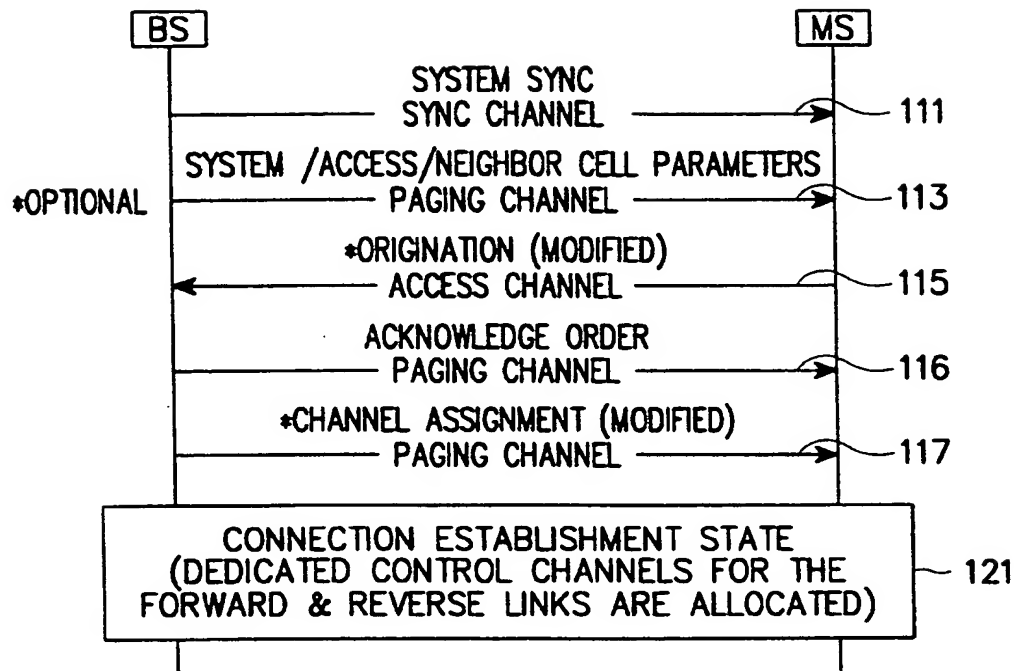 BS
MS
SYSTEM SYNC
SYNC CHANNEL
111
SYSTEM /ACCESS/NEIGHBOR CELL PARAMETERS
*OPTIONAL
PAGING CHANNEL
113
*ORIGINATION (MODIFIED)
ACCESS CHANNEL
115
ACKNOWLEDGE ORDER
PAGING CHANNEL
116
*CHANNEL ASSIGNMENT (MODIFIED)
PAGING CHANNEL
117
CONNECTION ESTABLISHMENT STATE
(DEDICATED CONTROL CHANNELS FOR THE
FORWARD & REVERSE LINKS ARE ALLOCATED)
121